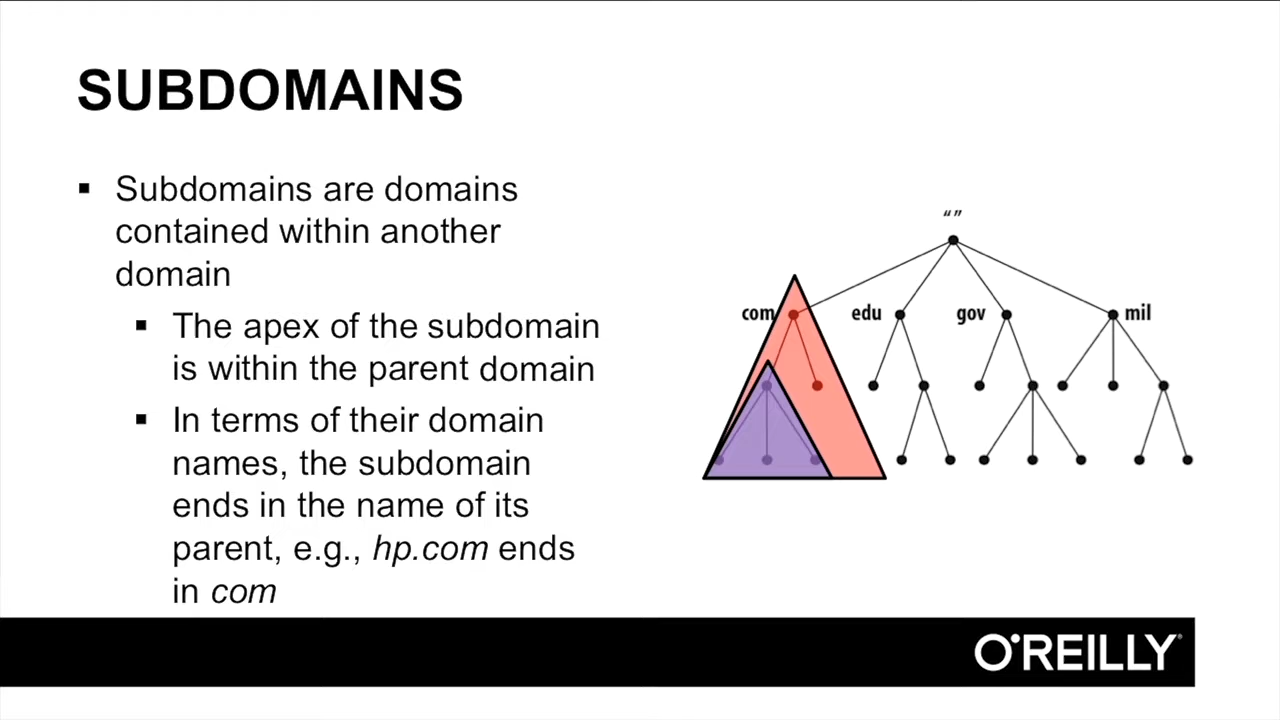 SUBDOMAINS
▪ Subdomains are domains
contained within another
domain
▪ The apex of the subdomain
is within the parent domain
▪ In terms of their domain
names, the subdomain
ends in the name of its
parent, e.g., hp.com ends
in com
“”
com edu gov mil
O'REILLY®